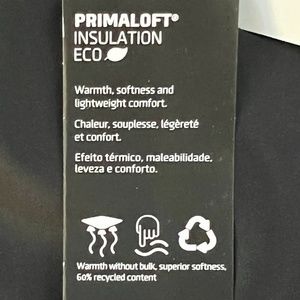 PRIMALOFT®
INSULATION
ECO
Warmth, softness and
lightweight comfort.
Chaleur, souplesse, légèreté
et confort.
Efeito térmico, maleabilidade,
leveza e conforto.
Warmth without bulk, superior softness,
60% recycled content